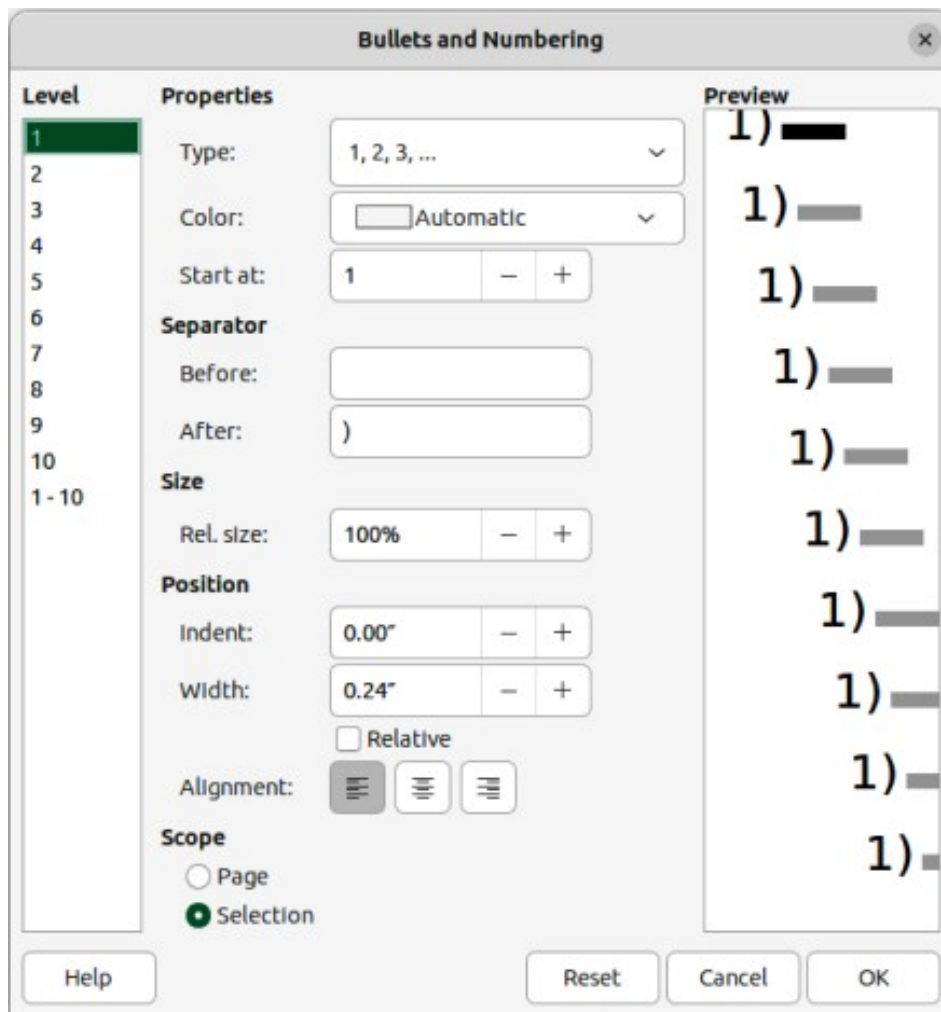 Bullets and Numbering
Level
1
2
3
4
5
6
7
8
9
10
1 - 10
Properties
Type: 1, 2, 3, ...
Color: Automatic
Start at: 1 − +
Separator
Before:
After: )
Size
Rel. size: 100% − +
Position
Indent: 0.00″ − +
Width: 0.24″ − +
Relative
Alignment:
Scope
Page
Selection
Preview
1)
1)
1)
1)
1)
1)
1)
1)
1)
1)
Help Reset Cancel OK